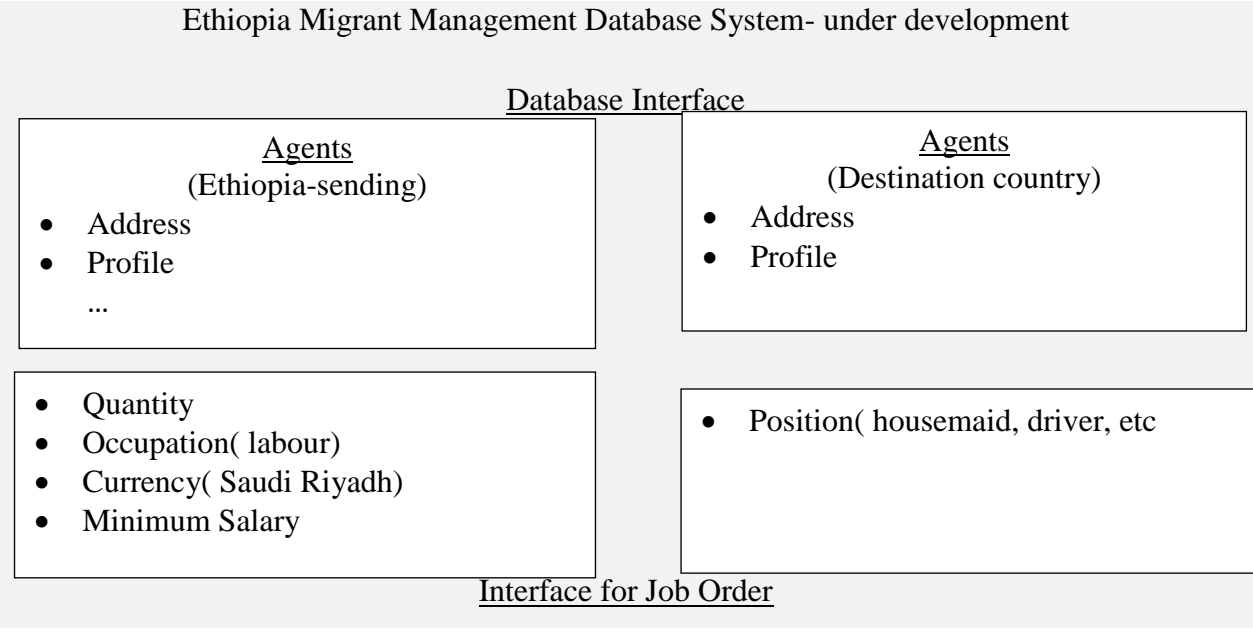 Ethiopia Migrant Management Database System- under development
Database Interface
Agents
(Ethiopia-sending)
• Address
• Profile
...
Agents
(Destination country)
• Address
• Profile
• Quantity
• Occupation( labour)
• Currency( Saudi Riyadh)
• Minimum Salary
• Position( housemaid, driver, etc
Interface for Job Order